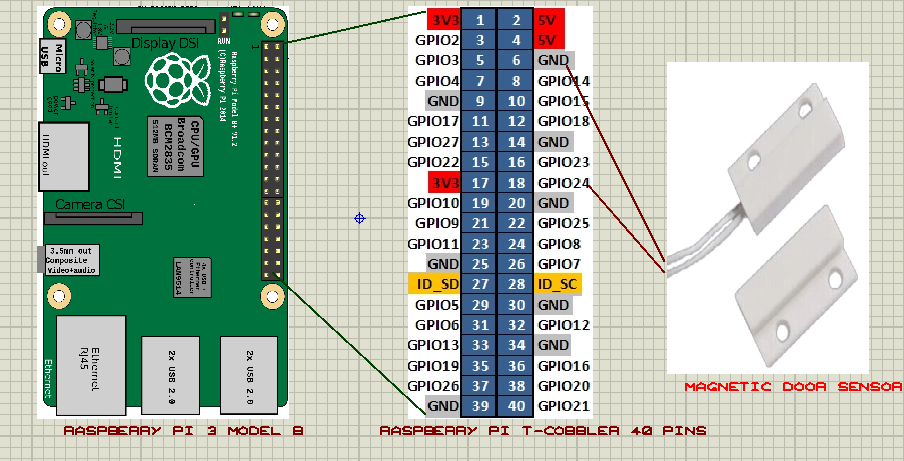 Display DSI
RUN
1
Micro
USB
Raspberry Pi Model B+ V1.2
(C)Raspberry Pi 2014
HDMI out
HDMI
CPU/GPU
Broadcom
BCM2835
512MB SDRAM
Camera CSI
3.5mm out
Composite
Video+audio
4x USB -
Ethernet
controller
LAN9514
Ethernet
RJ45
2x USB 2.0
2x USB 2.0
Ethernet
RASPBERRY PI 3 MODEL B
3V3 1 2 5V
GPIO2 3 4 5V
GPIO3 5 6 GND
GPIO4 7 8 GPIO14
GND 9 10 GPIO15
GPIO17 11 12 GPIO18
GPIO27 13 14 GND
GPIO22 15 16 GPIO23
3V3 17 18 GPIO24
GPIO10 19 20 GND
GPIO9 21 22 GPIO25
GPIO11 23 24 GPIO8
GND 25 26 GPIO7
ID_SD 27 28 ID_SC
GPIO5 29 30 GND
GPIO6 31 32 GPIO12
GPIO13 33 34 GND
GPIO19 35 36 GPIO16
GPIO26 37 38 GPIO20
GND 39 40 GPIO21
RASPBERRY PI T-COBBLER 40 PINS
MAGNETIC DOOR SENSOR